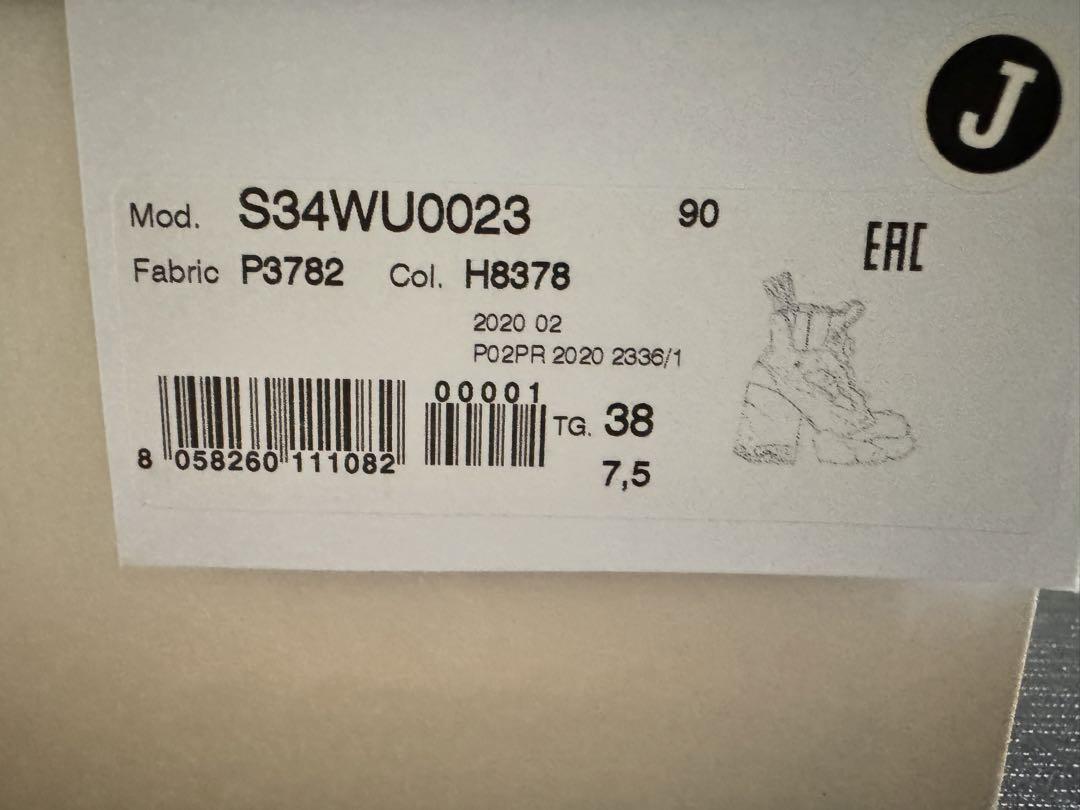 J
Mod. S34WU0023 90
EAC
Fabric P3782 Col. H8378
2020 02
P02PR 2020 2336/1
00001
TG. 38
8 058260 111082
7,5